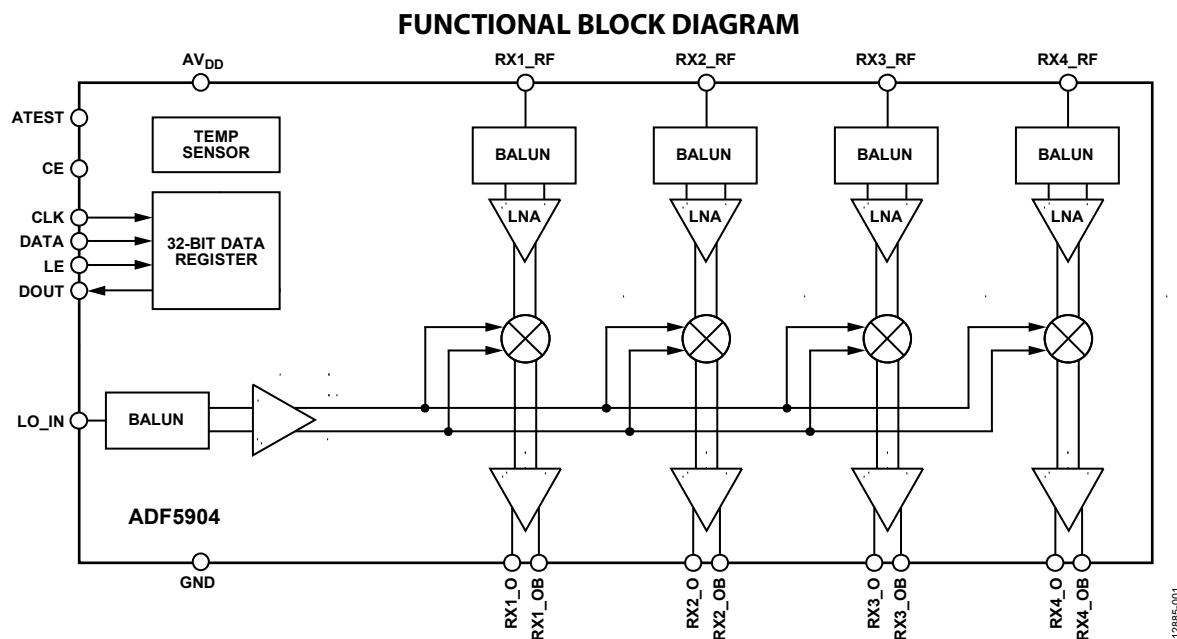 FUNCTIONAL BLOCK DIAGRAM
AVDD
RX1_RF
RX2_RF
RX3_RF
RX4_RF
ATEST
TEMP
SENSOR
BALUN
BALUN
BALUN
BALUN
CE
CLK
DATA
LE
DOUT
32-BIT DATA
REGISTER
LNA
LNA
LNA
LNA
LO_IN
BALUN
ADF5904
GND
RX1_O
RX1_OB
RX2_O
RX2_OB
RX3_O
RX3_OB
RX4_O
RX4_OB
12885-001